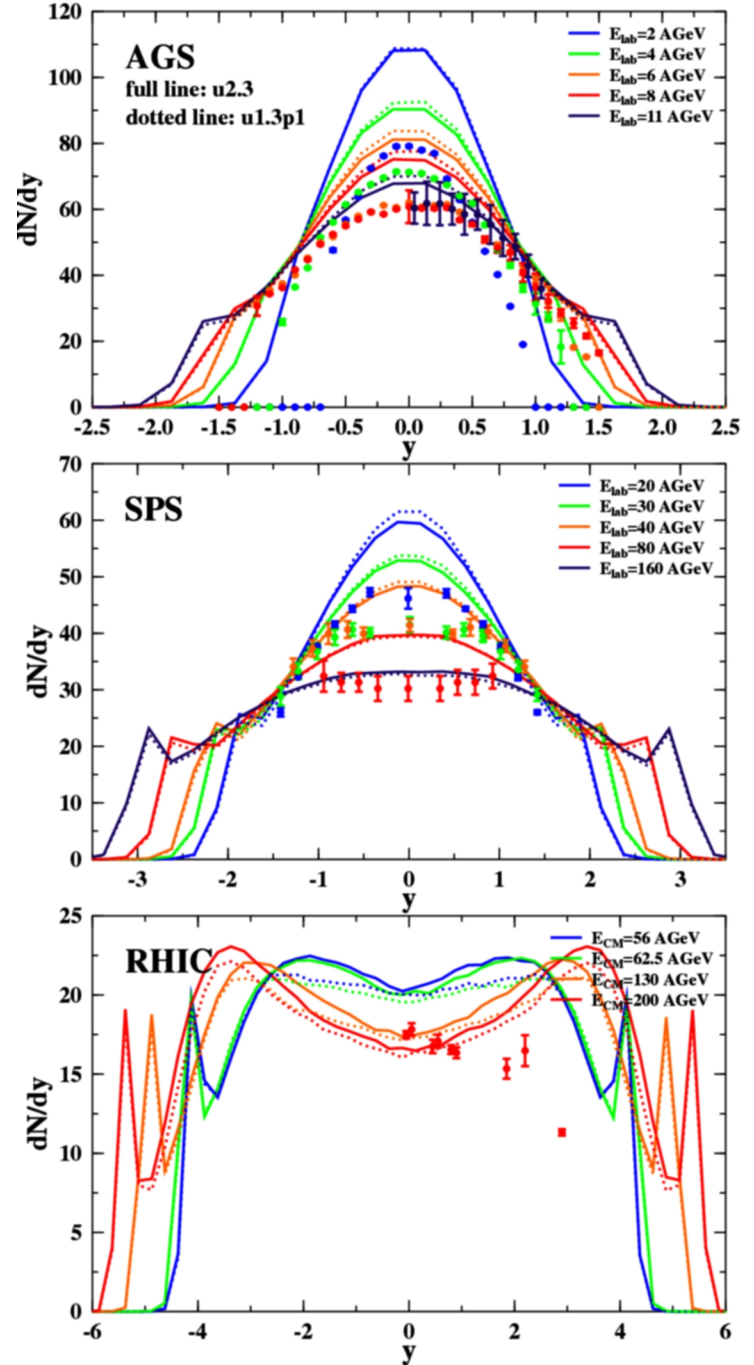 AGS
full line: u2.3
dotted line: u1.3p1
E_lab=2 AGeV
E_lab=4 AGeV
E_lab=6 AGeV
E_lab=8 AGeV
E_lab=11 AGeV
dN/dy
120
100
80
60
40
20
0
-2.5 -2.0 -1.5 -1.0 -0.5 0.0 0.5 1.0 1.5 2.0 2.5
y
SPS
E_lab=20 AGeV
E_lab=30 AGeV
E_lab=40 AGeV
E_lab=80 AGeV
E_lab=160 AGeV
dN/dy
70
60
50
40
30
20
10
0
-3 -2 -1 0 1 2 3
y
RHIC
E_CM=56 AGeV
E_CM=62.5 AGeV
E_CM=130 AGeV
E_CM=200 AGeV
dN/dy
25
20
15
10
5
0
-6 -4 -2 0 2 4 6
y